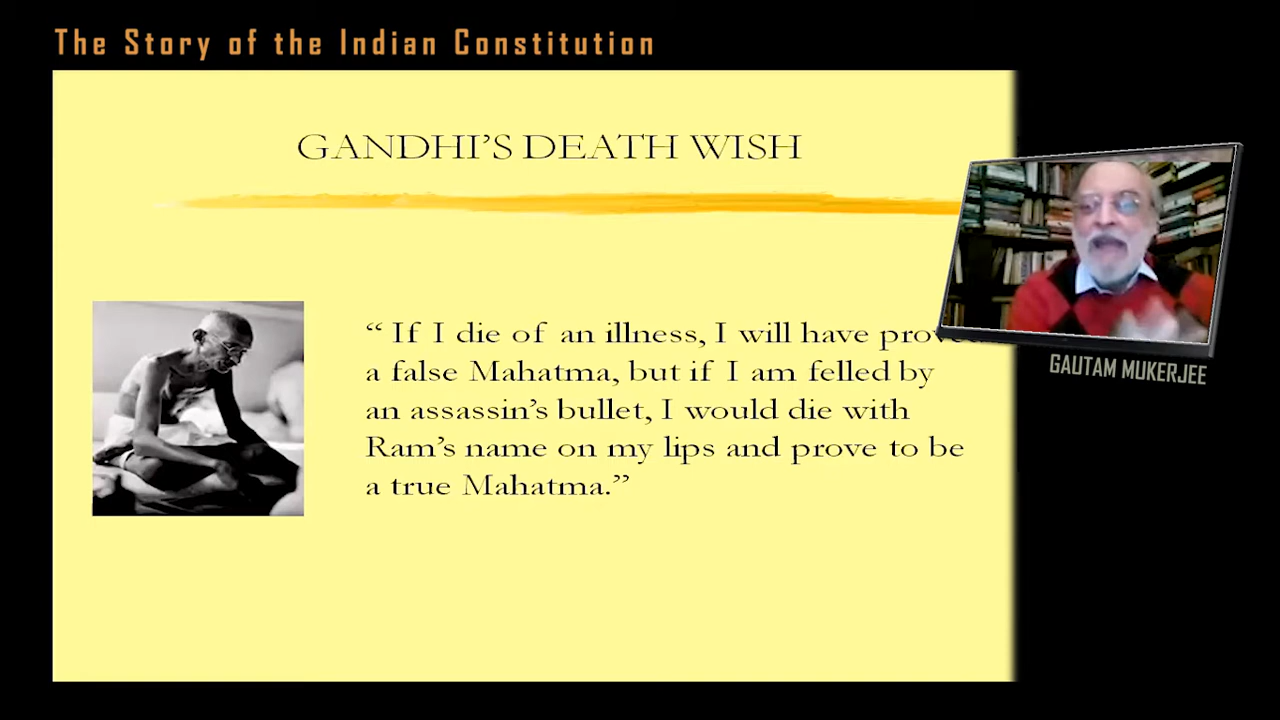 The Story of the Indian Constitution
GANDHI'S DEATH WISH
“ If I die of an illness, I will have
a false Mahatma, but if I am felled by
an assassin's bullet, I would die with
Ram's name on my lips and prove to be
a true Mahatma.”
GAUTAM MUKERJEE